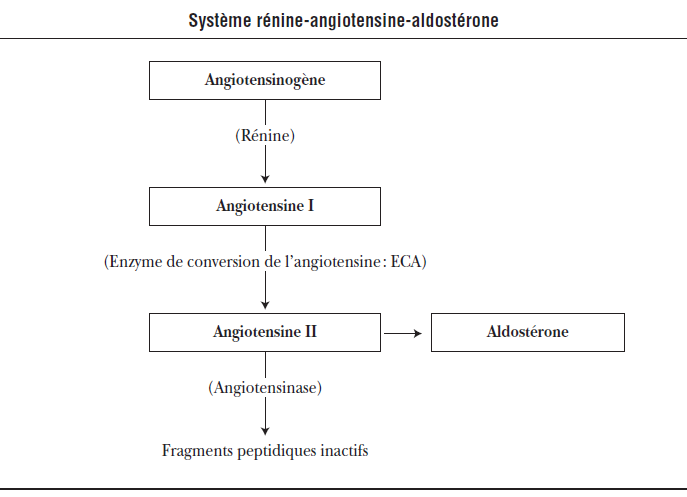 Système rénine-angiotensine-aldostérone
Angiotensinogène
(Rénine)
Angiotensine I
(Enzyme de conversion de l’angiotensine : ECA)
Angiotensine II
Aldostérone
(Angiotensinase)
Fragments peptidiques inactifs